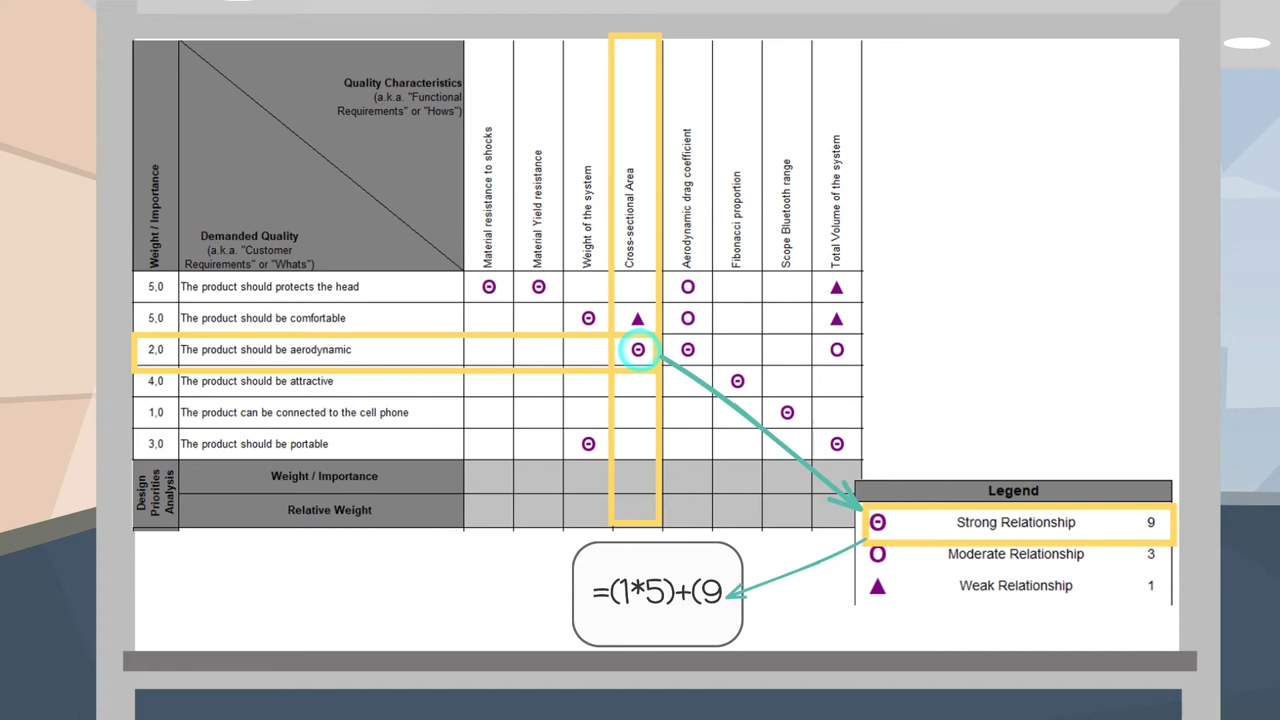 Quality Characteristics
(a.k.a. "Functional
Requirements" or "Hows")
Demanded Quality
(a.k.a. "Customer
Requirements" or "Whats")
Weight / Importance
Material resistance to shocks
Material Yield resistance
Weight of the system
Cross-sectional Area
Aerodynamic drag coefficient
Fibonacci proportion
Scope Bluetooth range
Total Volume of the system
5,0 The product should protects the head
5,0 The product should be comfortable
2,0 The product should be aerodynamic
4,0 The product should be attractive
1,0 The product can be connected to the cell phone
3,0 The product should be portable
Design
Priorities
Analysis
Weight / Importance
Relative Weight
Legend
Strong Relationship 9
Moderate Relationship 3
Weak Relationship 1
=(1*5)+(9